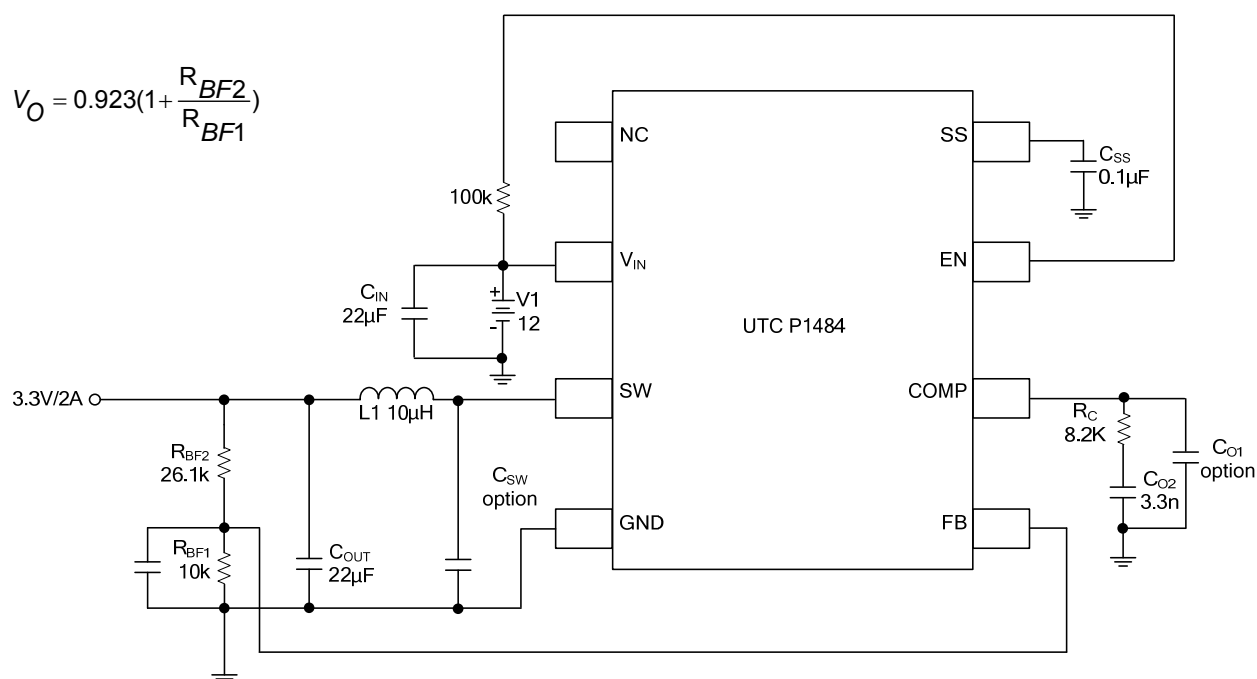 V_O = 0.923(1 + R_BF2 / R_BF1)
NC
SS
C_SS
0.1µF
100k
V_IN
EN
C_IN
22µF
+
V1
12
-
UTC P1484
3.3V/2A
L1 10µH
SW
COMP
R_C
8.2K
C_O1
option
C_O2
3.3n
R_BF2
26.1k
C_SW
option
GND
FB
R_BF1
10k
C_OUT
22µF